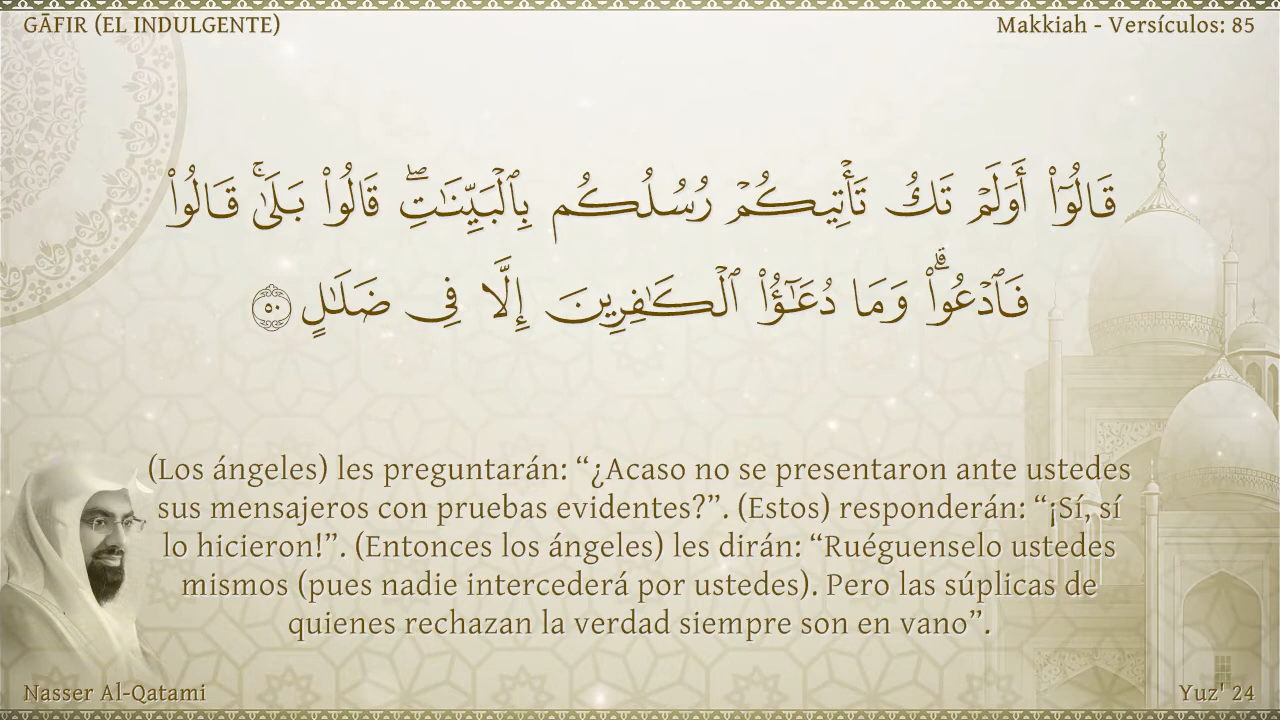 GĀFIR (EL INDULGENTE)
Makkiah - Versículos: 85
قَالُوٓا۟ أَوَلَمْ تَكُ تَأْتِيكُمْ رُسُلُكُم بِٱلْبَيِّنَـٰتِ ۖ قَالُوا۟ بَلَىٰ ۚ قَالُوا۟
فَٱدْعُوا۟ ۗ وَمَا دُعَـٰٓؤُا۟ ٱلْكَـٰفِرِينَ إِلَّا فِى ضَلَـٰلٍ ٥٠
(Los ángeles) les preguntarán: “¿Acaso no se presentaron ante ustedes
sus mensajeros con pruebas evidentes?”. (Estos) responderán: “¡Sí, sí
lo hicieron!”. (Entonces los ángeles) les dirán: “Ruéguenselo ustedes
mismos (pues nadie intercederá por ustedes). Pero las súplicas de
quienes rechazan la verdad siempre son en vano”.
Nasser Al-Qatami
Yuz' 24